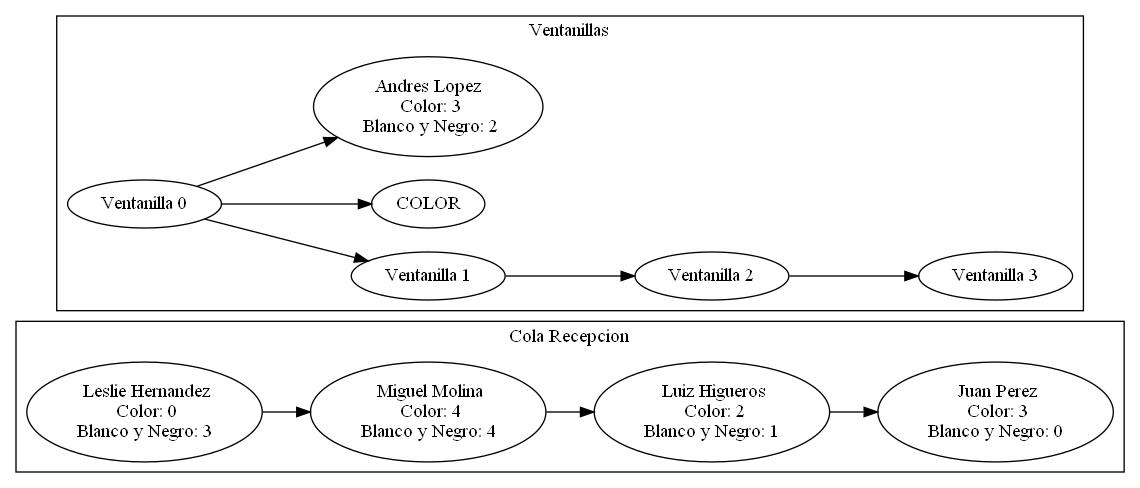 Ventanillas
Andres Lopez
Color: 3
Blanco y Negro: 2
Ventanilla 0
COLOR
Ventanilla 1
Ventanilla 2
Ventanilla 3
Cola Recepcion
Leslie Hernandez
Color: 0
Blanco y Negro: 3
Miguel Molina
Color: 4
Blanco y Negro: 4
Luiz Higueros
Color: 2
Blanco y Negro: 1
Juan Perez
Color: 3
Blanco y Negro: 0